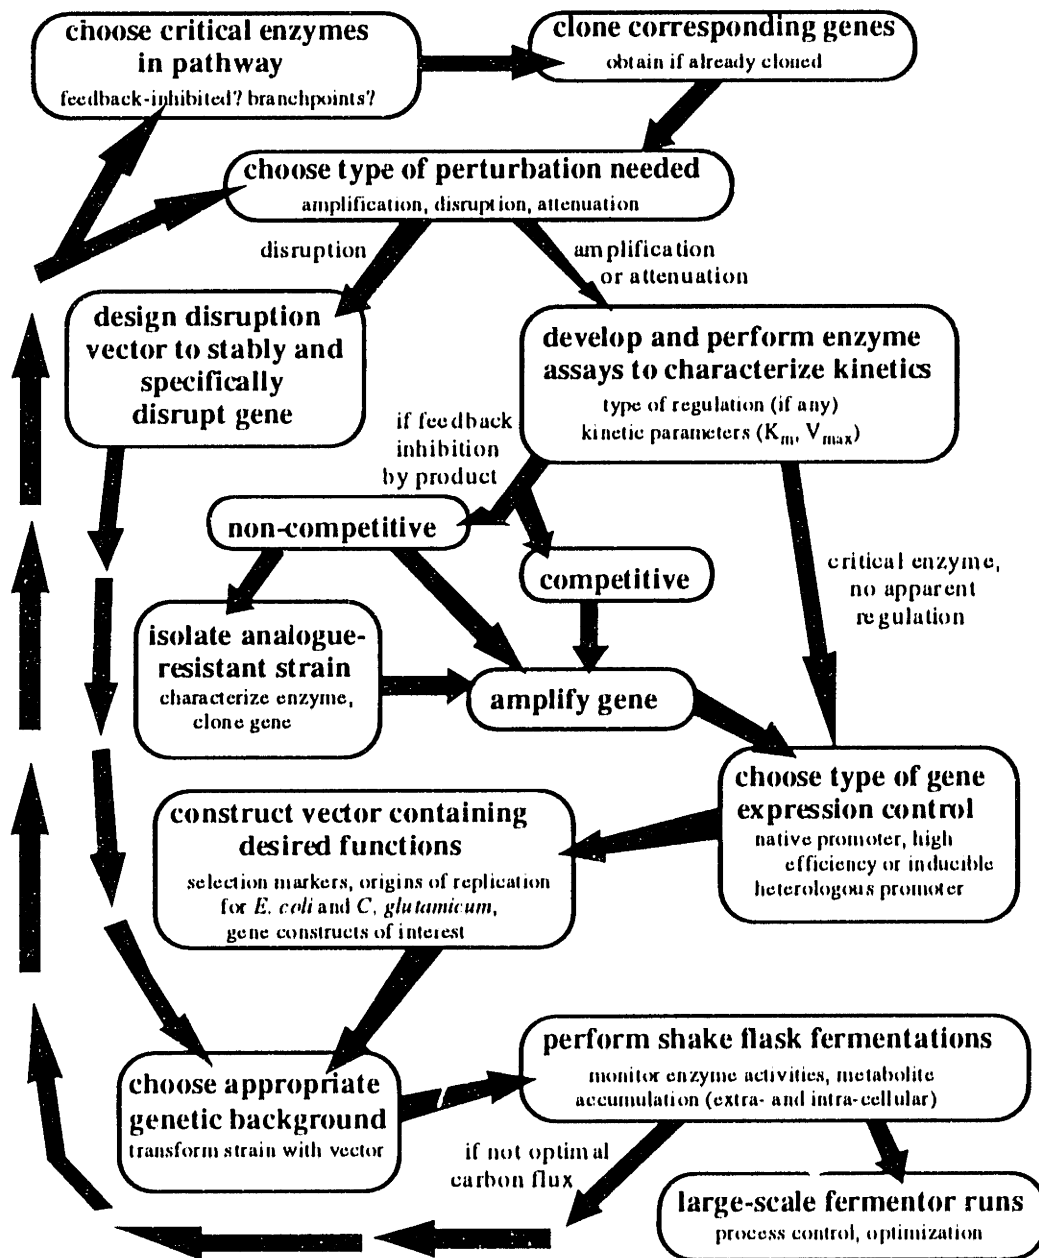 choose critical enzymes
in pathway
feedback-inhibited? branchpoints?
clone corresponding genes
obtain if already cloned
choose type of perturbation needed
amplification, disruption, attenuation
disruption
amplification
or attenuation
design disruption
vector to stably and
specifically
disrupt gene
develop and perform enzyme
assays to characterize kinetics
type of regulation (if any)
kinetic parameters (Km, Vmax)
if feedback
inhibition
by product
non-competitive
competitive
critical enzyme,
no apparent
regulation
isolate analogue-
resistant strain
characterize enzyme,
clone gene
amplify gene
choose type of gene
expression control
native promoter, high
efficiency or inducible
heterologous promoter
construct vector containing
desired functions
selection markers, origins of replication
for E. coli and C. glutamicum,
gene constructs of interest
perform shake flask fermentations
monitor enzyme activities, metabolite
accumulation (extra- and intra-cellular)
choose appropriate
genetic background
transform strain with vector
if not optimal
carbon flux
large-scale fermentor runs
process control, optimization